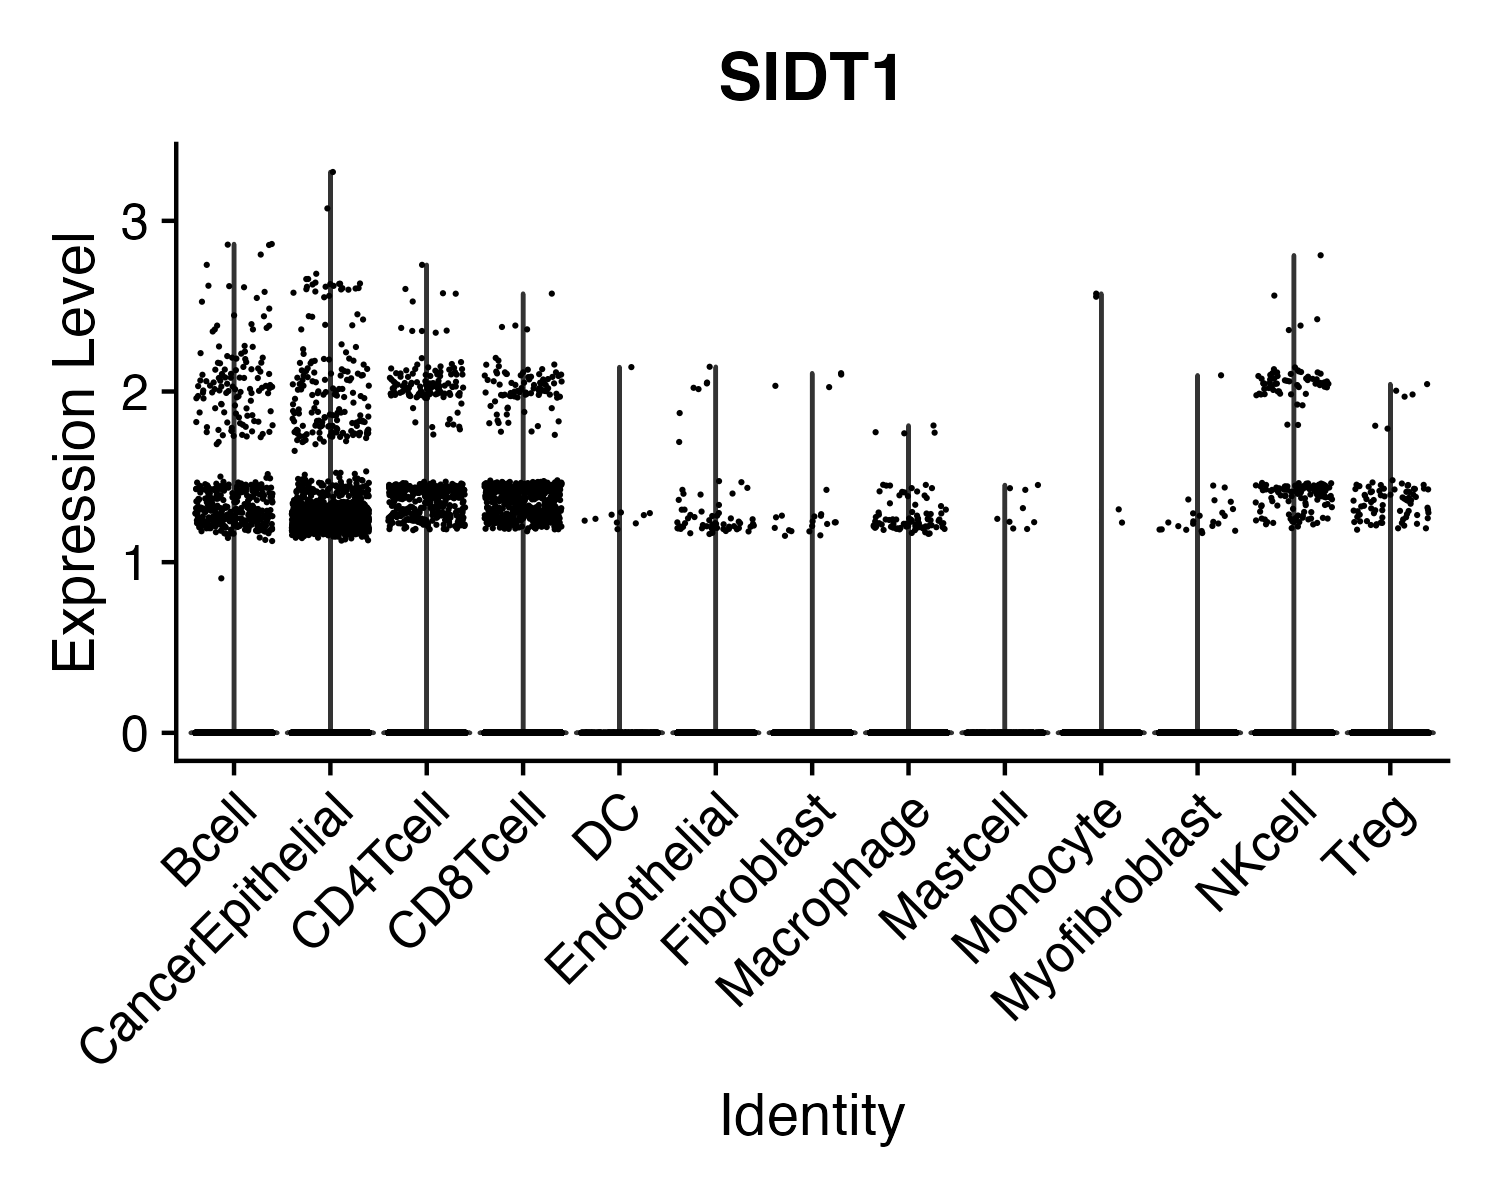 SIDT1
Expression Level
3
2
1
0
Bcell
CancerEpithelial
CD4Tcell
CD8Tcell
DC
Endothelial
Fibroblast
Macrophage
Mastcell
Monocyte
Myofibroblast
NKcell
Treg
Identity